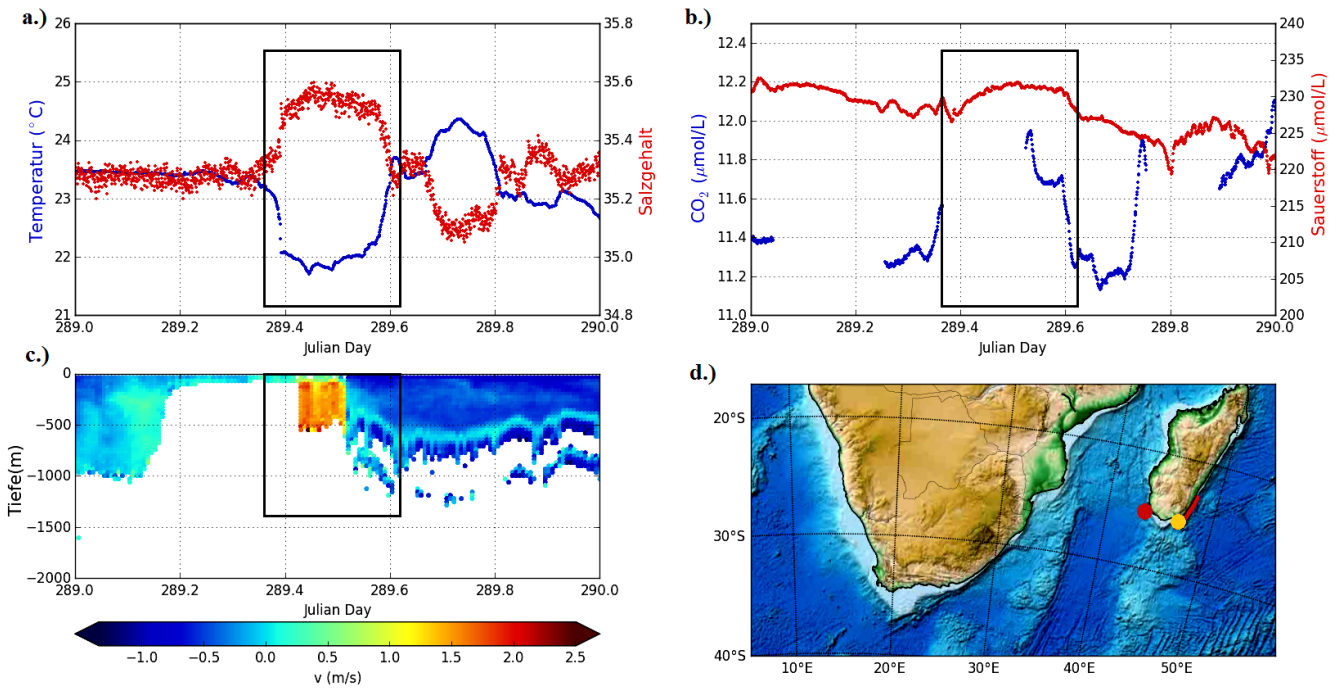 a.)
26
25
24
23
22
21
Temperatur (°C)
35.8
35.6
35.4
35.2
35.0
34.8
Salzgehalt
289.0 289.2 289.4 289.6 289.8 290.0
Julian Day
b.)
12.4
12.2
12.0
11.8
11.6
11.4
11.2
11.0
CO2 (μmol/L)
240
235
230
225
220
215
210
205
200
Sauerstoff (μmol/L)
289.0 289.2 289.4 289.6 289.8 290.0
Julian Day
c.)
0
−500
−1000
−1500
−2000
Tiefe(m)
289.0 289.2 289.4 289.6 289.8 290.0
Julian Day
−1.0 −0.5 0.0 0.5 1.0 1.5 2.0 2.5
v (m/s)
d.)
20°S
30°S
40°S
10°E 20°E 30°E 40°E 50°E